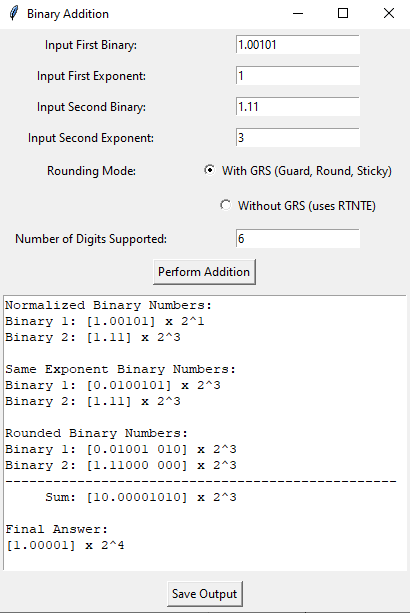 Binary Addition
Input First Binary: 1.00101
Input First Exponent: 1
Input Second Binary: 1.11
Input Second Exponent: 3
Rounding Mode: With GRS (Guard, Round, Sticky)
Without GRS (uses RTNTE)
Number of Digits Supported: 6
Perform Addition
Normalized Binary Numbers:
Binary 1: [1.00101] x 2^1
Binary 2: [1.11] x 2^3
Same Exponent Binary Numbers:
Binary 1: [0.0100101] x 2^3
Binary 2: [1.11] x 2^3
Rounded Binary Numbers:
Binary 1: [0.01001 010] x 2^3
Binary 2: [1.11000 000] x 2^3
-------------------------------------------------
Sum: [10.00001010] x 2^3
Final Answer:
[1.00001] x 2^4
Save Output